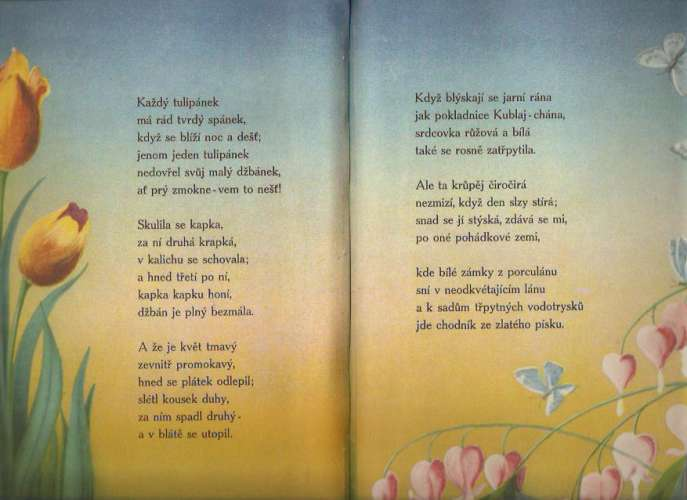 Každý tulipánek
má rád tvrdý spánek,
když se blíží noc a dešť;
jenom jeden tulipánek
nedovřel svůj malý džbánek,
ať prý zmokne-vem to nešť!

Skulila se kapka,
za ní druhá krapká,
v kalichu se schovala;
a hned třetí po ní,
kapka kapku honí,
džbán je plný bezmála.

A že je květ tmavý
zevnitř promokavý,
hned se plátek odlepil;
slétl kousek duhy,
za ním spadl druhý-
a v blátě se utopil.

Když blýskají se jarní rána
jak pokladnice Kublaj-chána,
srdcovka růžová a bílá
také se rosně zatřpytila.

Ale ta krůpěj čiročirá
nezmizí, když den slzy stírá;
snad se jí stýská, zdává se mi,
po oné pohádkové zemi,

kde bílé zámky z porculánu
sní v neodkvétajícím lánu
a k sadům třpytných vodotrysků
jde chodník ze zlatého písku.